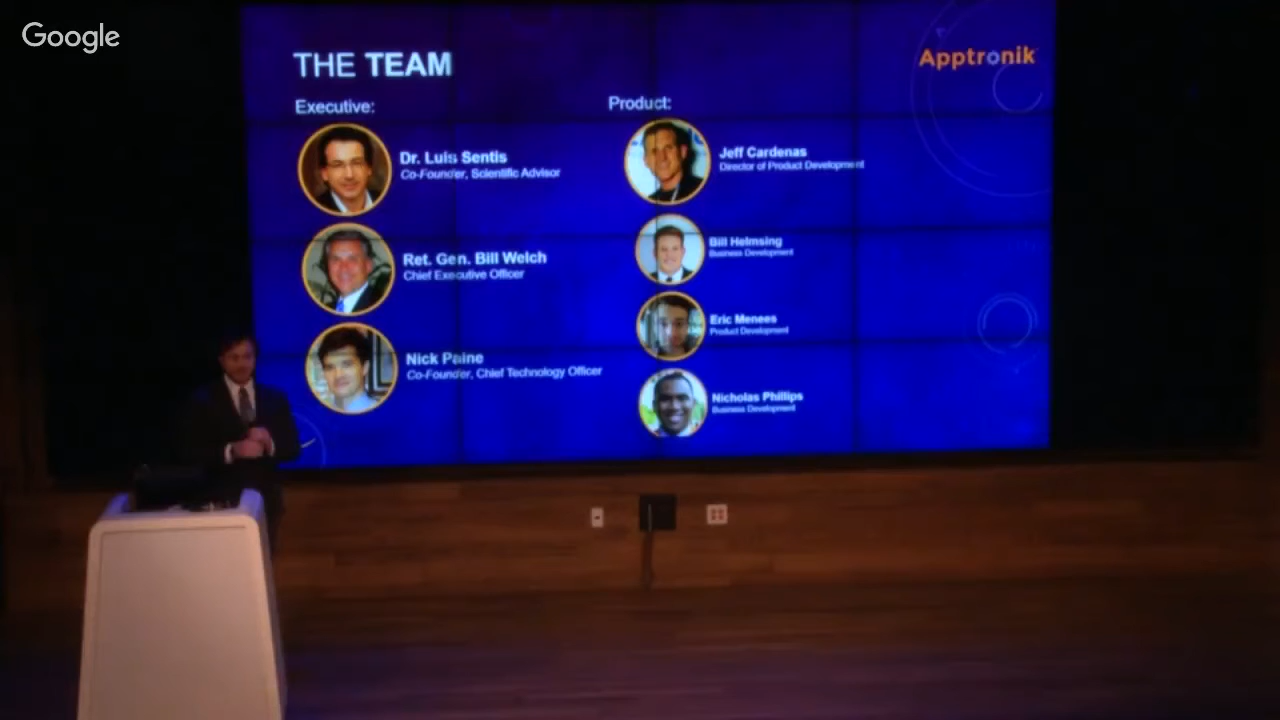 Google
THE TEAM
Apptronik
Executive:
Dr. Luis Sentis
Co-Founder, Scientific Advisor
Ret. Gen. Bill Welch
Chief Executive Officer
Nick Paine
Co-Founder, Chief Technology Officer
Product:
Jeff Cardenas
Director of Product Development
Bill Helmsing
Business Development
Eric Menees
Product Development
Nicholas Phillips
Business Development